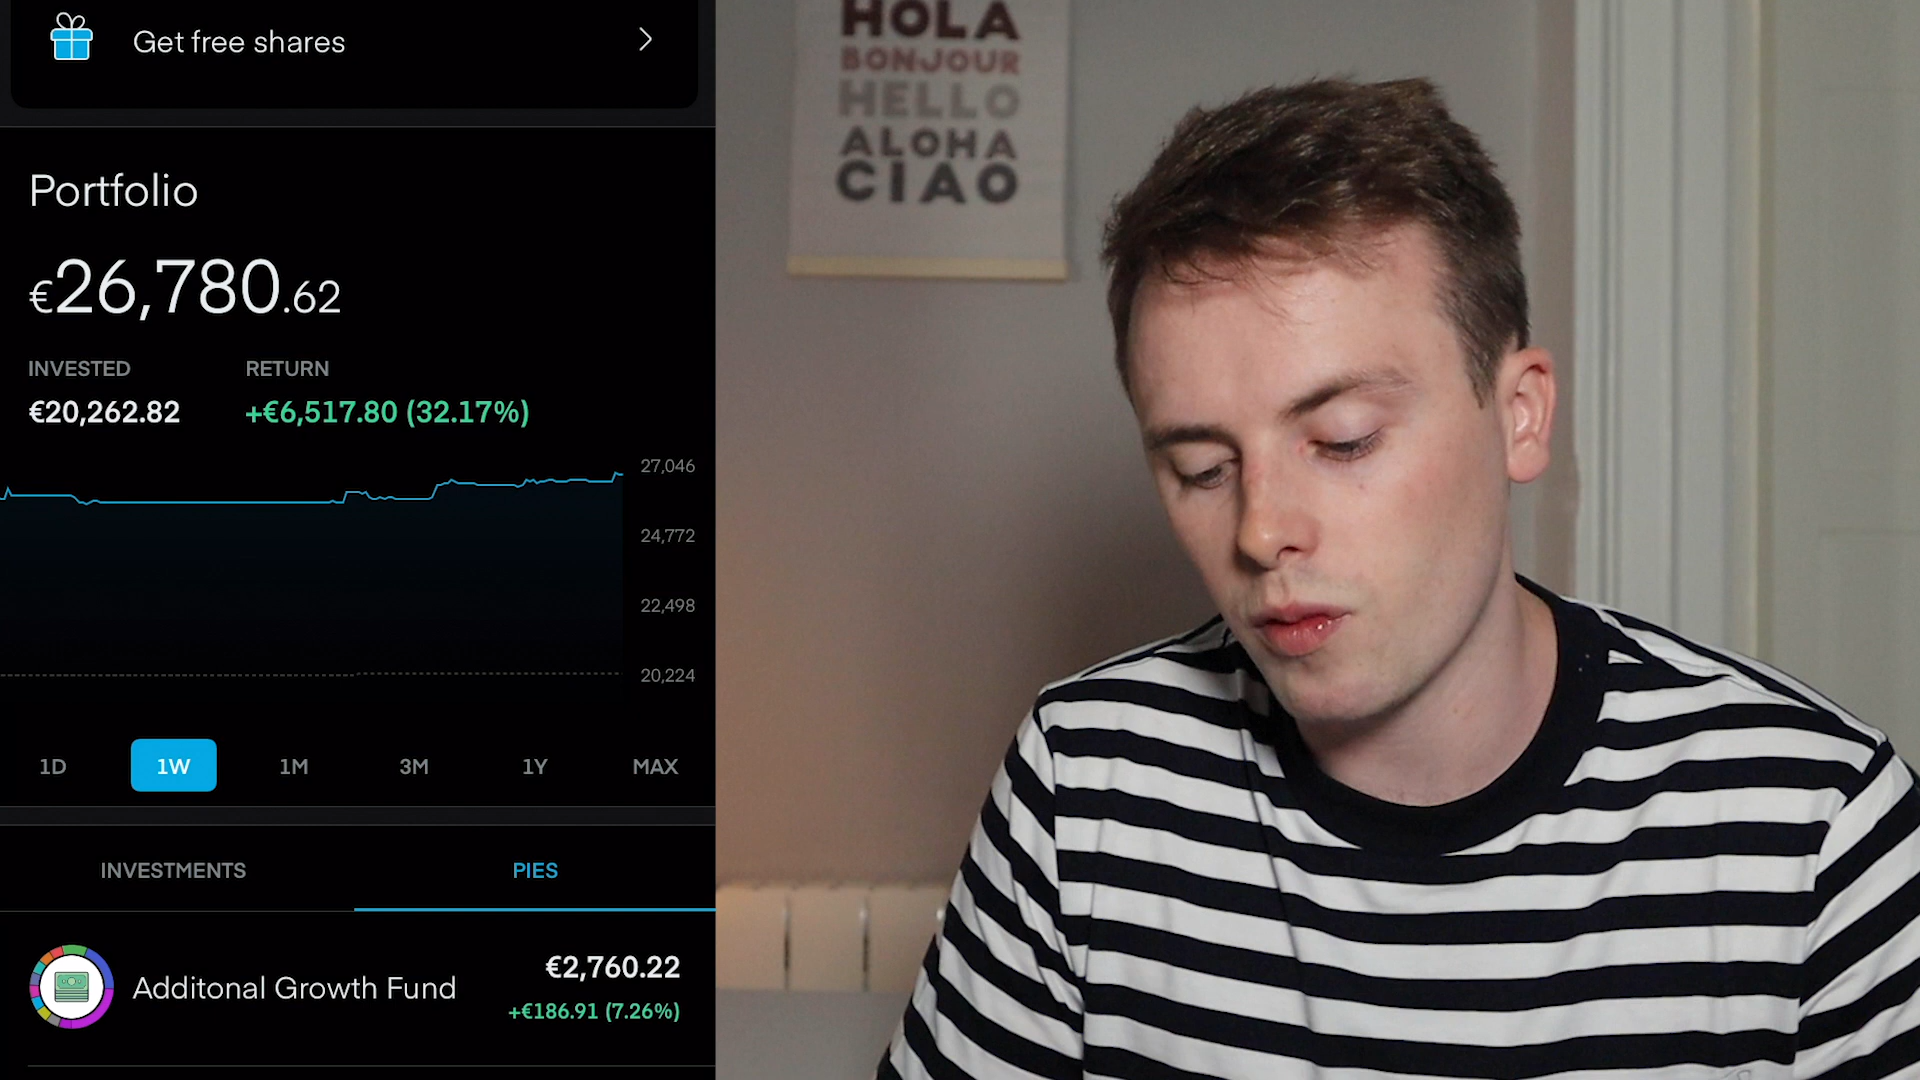 Get free shares
Portfolio
€26,780.62
INVESTED
RETURN
€20,262.82
+€6,517.80 (32.17%)
27,046
24,772
22,498
20,224
1D
1W
1M
3M
1Y
MAX
INVESTMENTS
PIES
Additonal Growth Fund
€2,760.22
+€186.91 (7.26%)
HOLA
BONJOUR
HELLO
ALOHA
CIAO